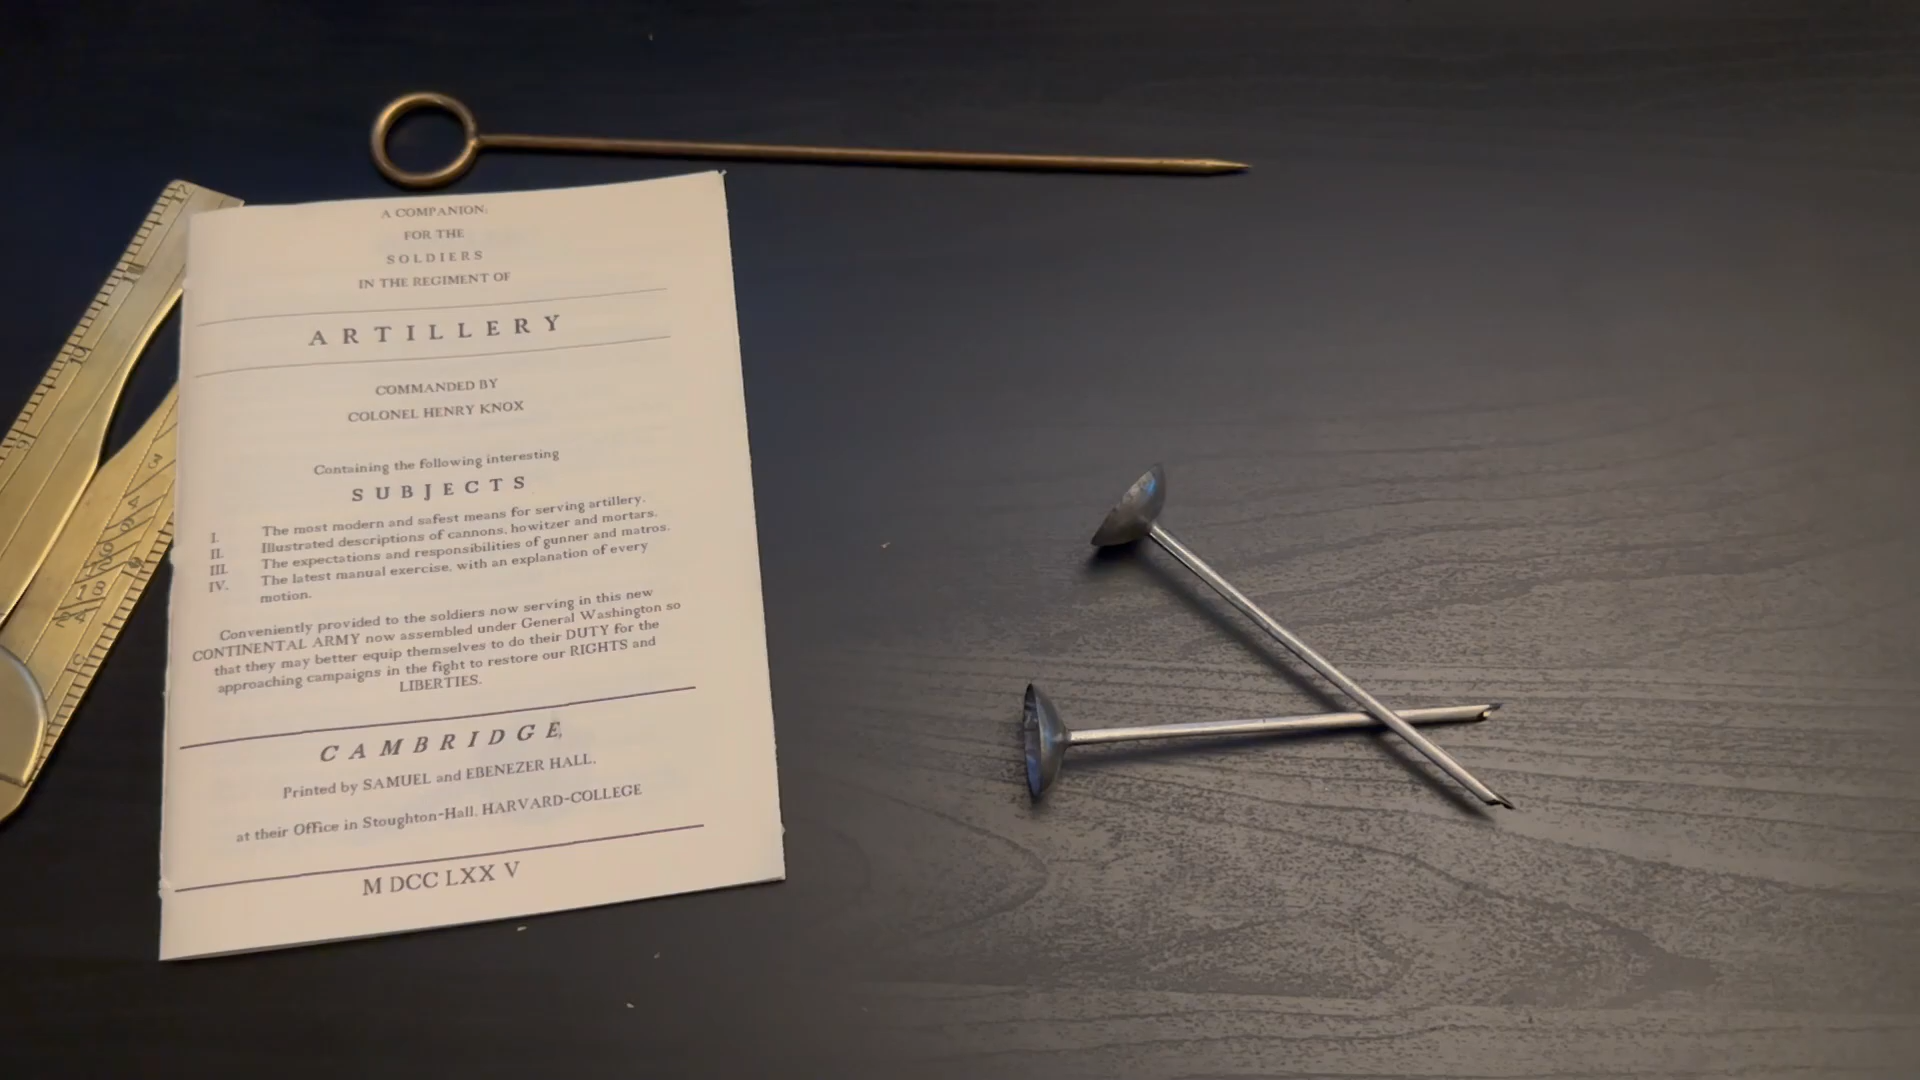 A COMPANION,
FOR THE
SOLDIERS
IN THE REGIMENT OF
ARTILLERY
COMMANDED BY
COLONEL HENRY KNOX
Containing the following interesting
SUBJECTS
I. The most modern and safest means for serving artillery.
II. Illustrated descriptions of cannons, howitzer and mortars.
III. The expectations and responsibilities of gunner and matros.
IV. The latest manual exercise, with an explanation of every
motion.
Conveniently provided to the soldiers now serving in this new
CONTINENTAL ARMY now assembled under General Washington so
that they may better equip themselves to do their DUTY for the
approaching campaigns in the fight to restore our RIGHTS and
LIBERTIES.
CAMBRIDGE,
Printed by SAMUEL and EBENEZER HALL,
at their Office in Stoughton-Hall, HARVARD-COLLEGE
M DCC LXX V